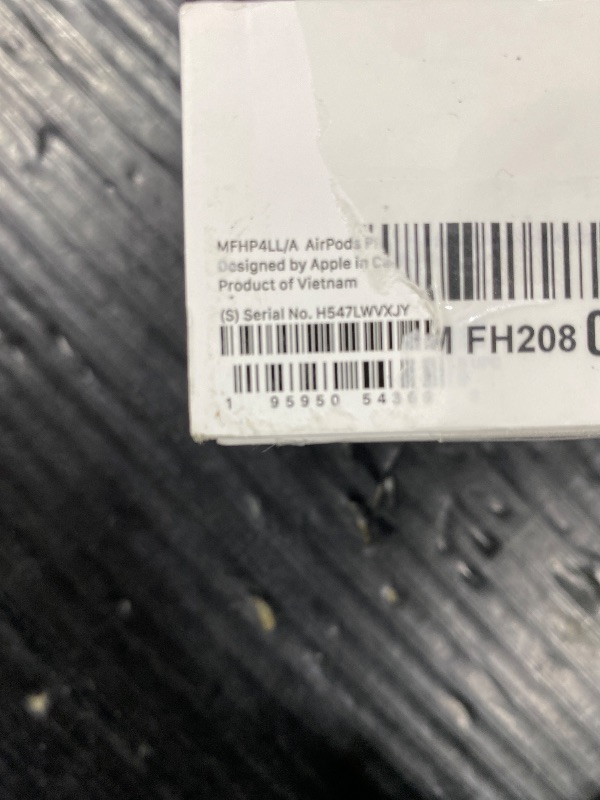 MFHP4LL/A AirPods
Designed by Apple in
Product of Vietnam
(S) Serial No. H547LWVXJY
FH208
1 95950 543